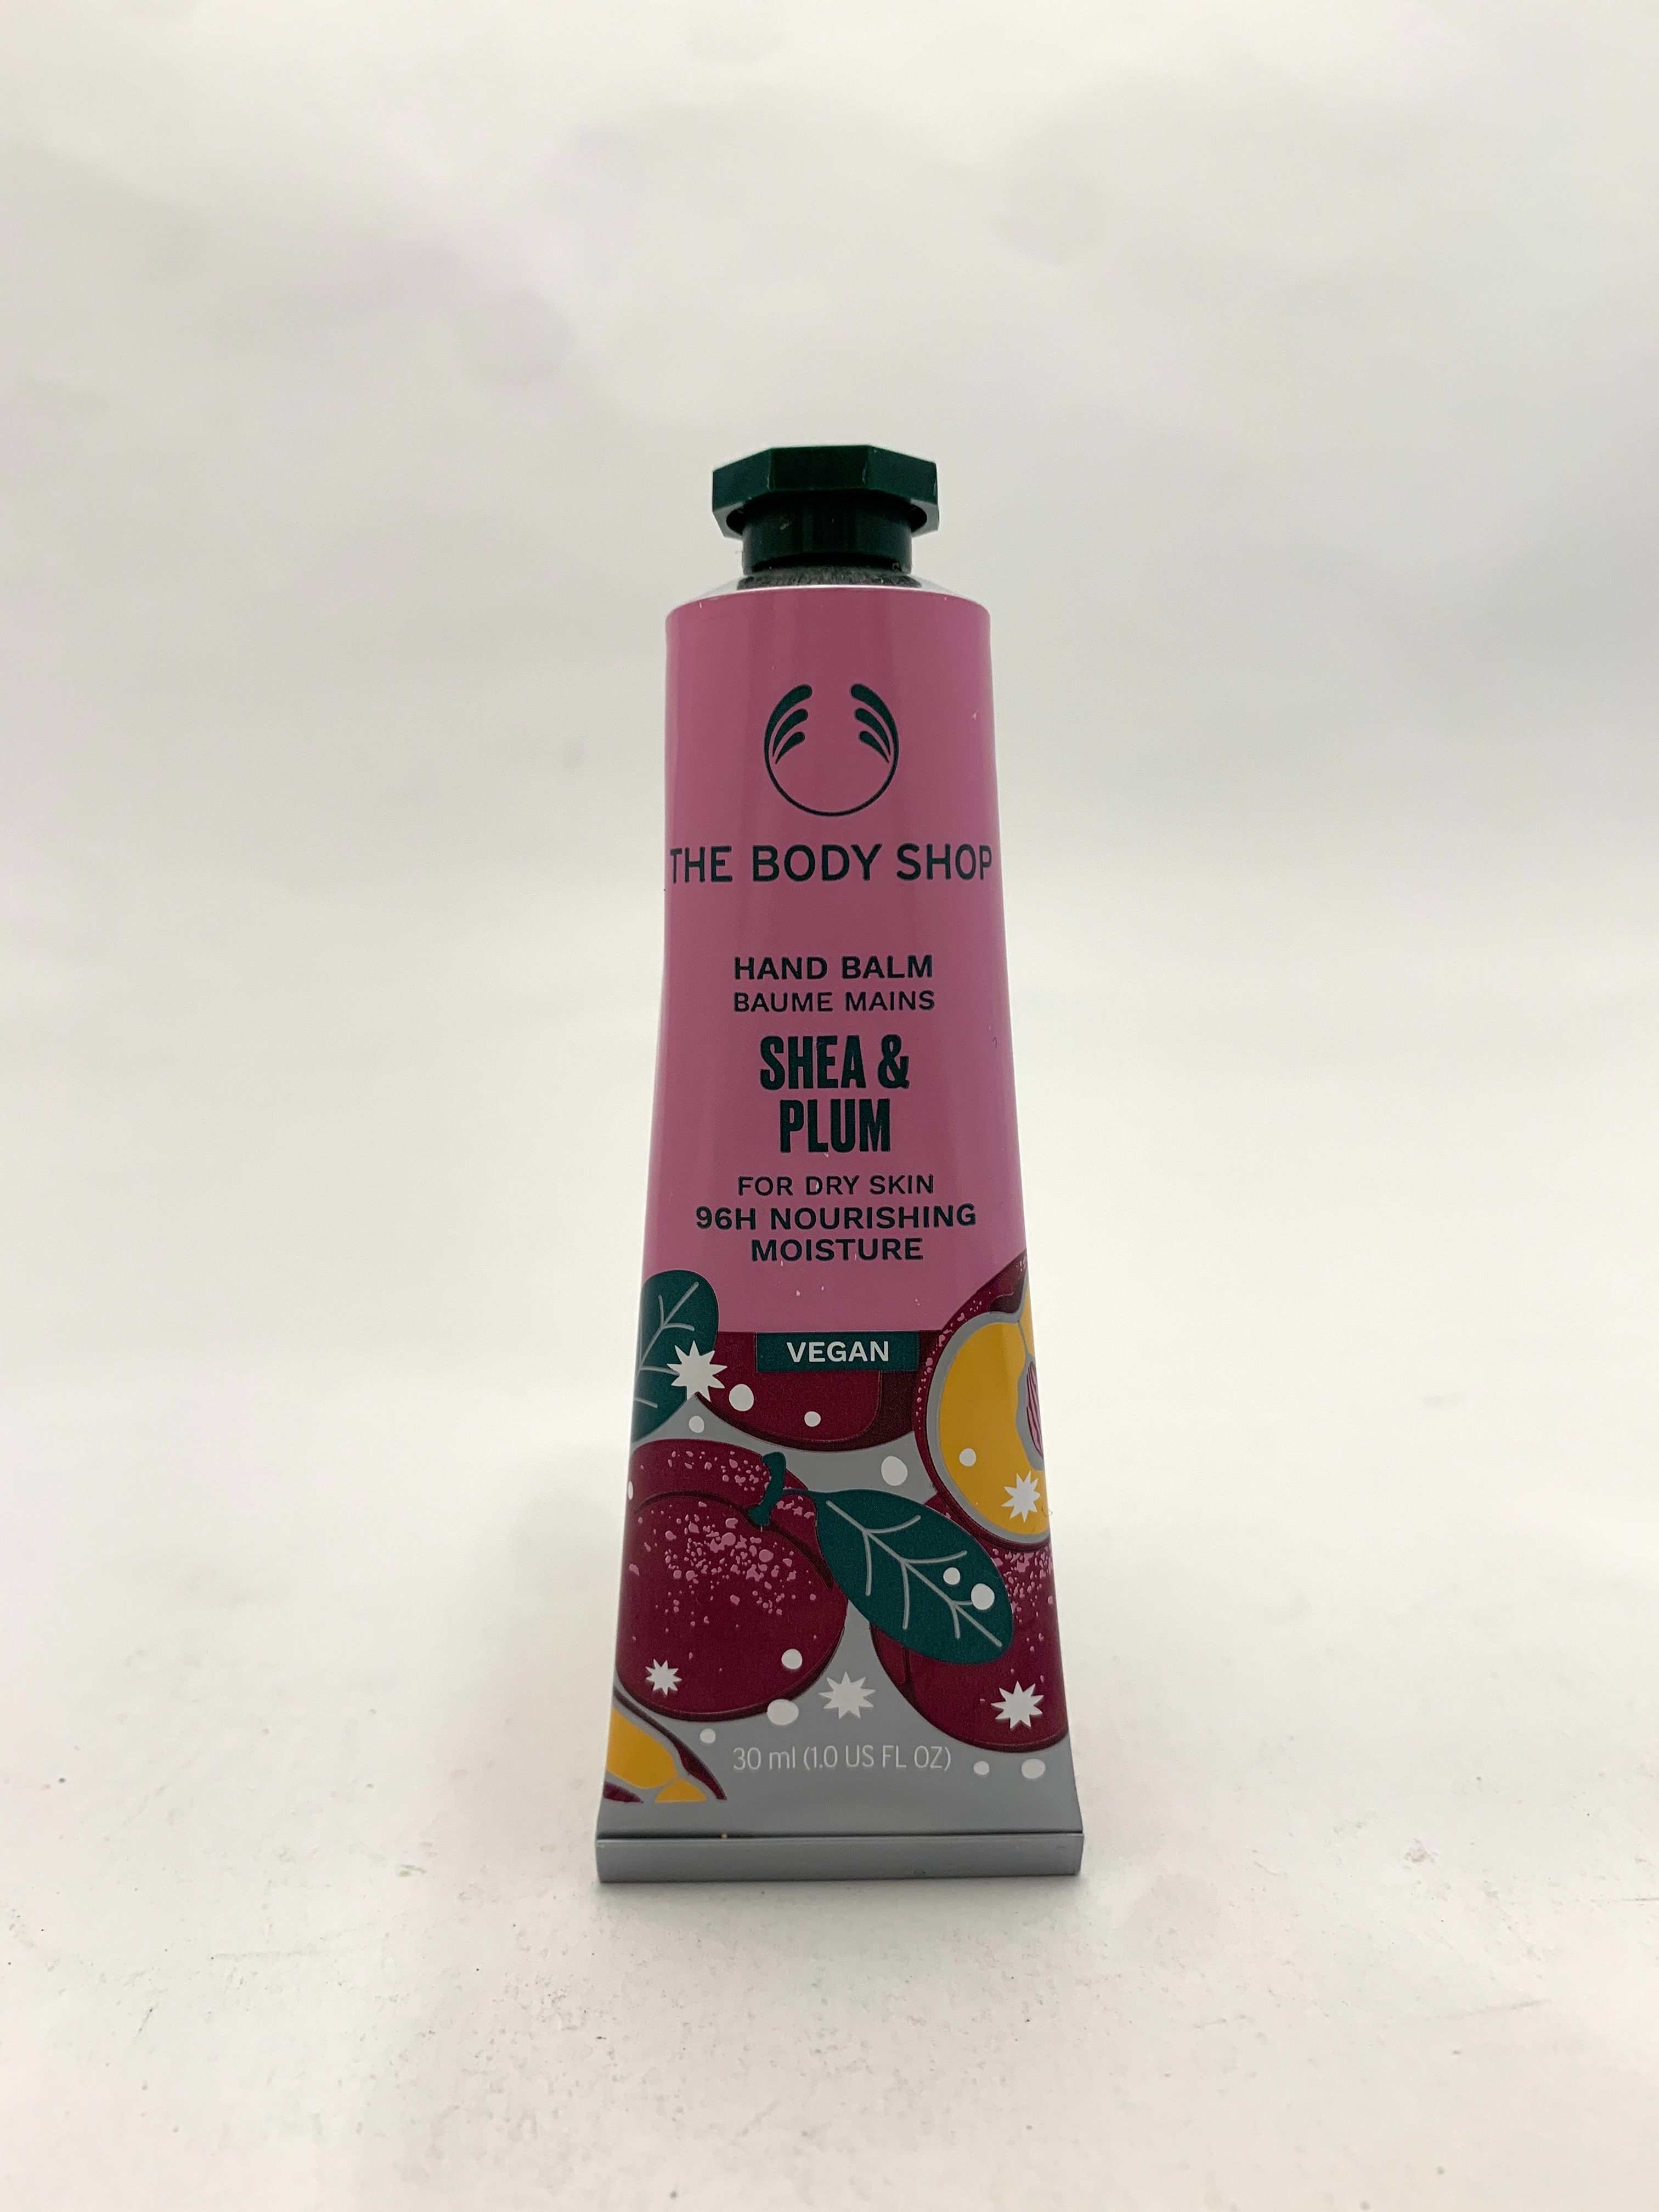 THE BODY SHOP
HAND BALM
BAUME MAINS
SHEA &
PLUM
FOR DRY SKIN
96H NOURISHING
MOISTURE
VEGAN
30 ml (1.0 US FL OZ)